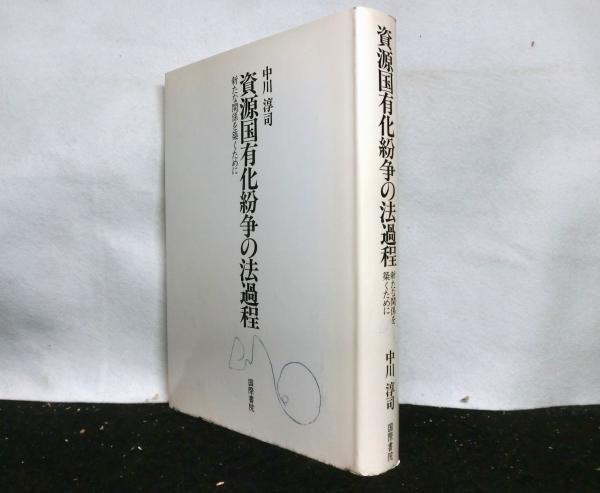 中川 淳司
資源国有化紛争の法過程
新たな関係を築くために
国際書院
資源国有化紛争の法過程
新たな関係を
築くために
中川 淳司
国際書院